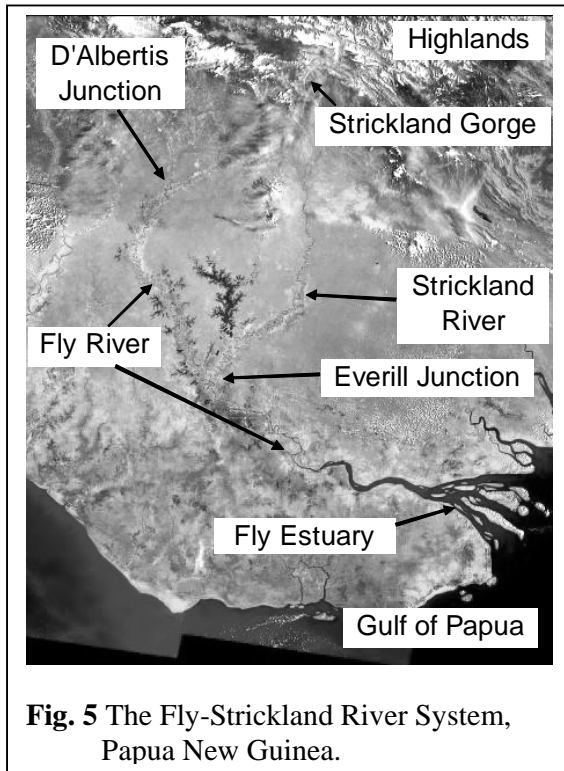 Highlands
D'Albertis
Junction
Strickland Gorge
Strickland
River
Fly River
Everill Junction
Fly Estuary
Gulf of Papua
Fig. 5 The Fly-Strickland River System,
Papua New Guinea.